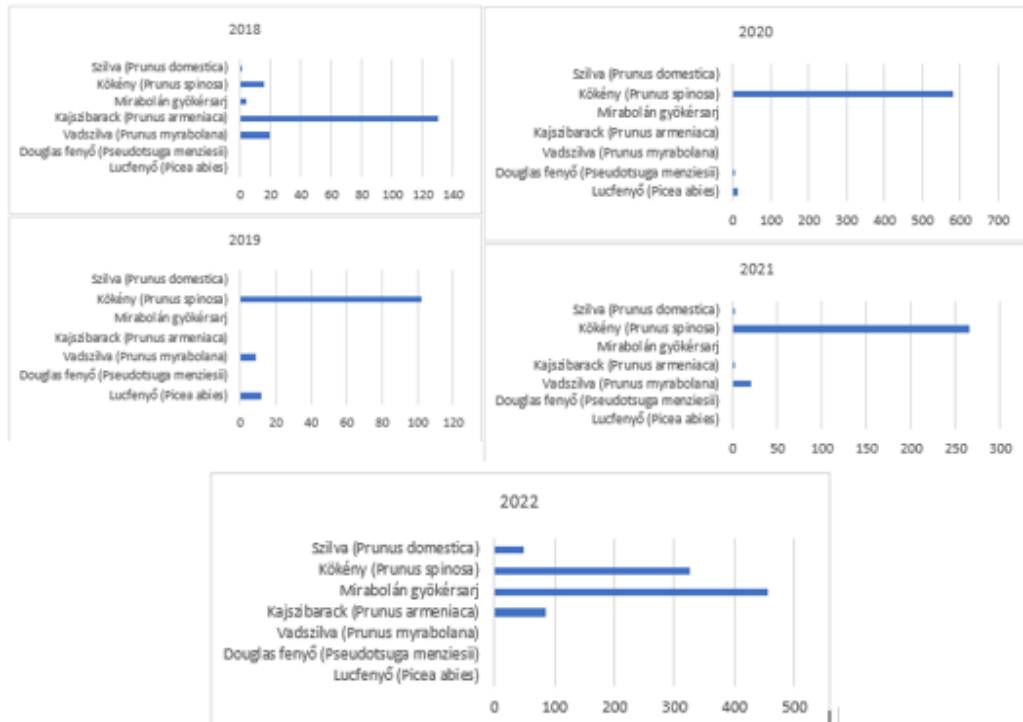 2018
Szilva (Prunus domestica)
Kökény (Prunus spinosa)
Mirabolán gyökérsarj
Kajszibarack (Prunus armeniaca)
Vadszilva (Prunus myrabolana)
Douglas fenyő (Pseudotsuga menziesii)
Lucfenyő (Picea abies)
0 20 40 60 80 100 120 140
2019
Szilva (Prunus domestica)
Kökény (Prunus spinosa)
Mirabolán gyökérsarj
Kajszibarack (Prunus armeniaca)
Vadszilva (Prunus myrabolana)
Douglas fenyő (Pseudotsuga menziesii)
Lucfenyő (Picea abies)
0 20 40 60 80 100 120
2020
Szilva (Prunus domestica)
Kökény (Prunus spinosa)
Mirabolán gyökérsarj
Kajszibarack (Prunus armeniaca)
Vadszilva (Prunus myrabolana)
Douglas fenyő (Pseudotsuga menziesii)
Lucfenyő (Picea abies)
0 100 200 300 400 500 600 700
2021
Szilva (Prunus domestica)
Kökény (Prunus spinosa)
Mirabolán gyökérsarj
Kajszibarack (Prunus armeniaca)
Vadszilva (Prunus myrabolana)
Douglas fenyő (Pseudotsuga menziesii)
Lucfenyő (Picea abies)
0 50 100 150 200 250 300
2022
Szilva (Prunus domestica)
Kökény (Prunus spinosa)
Mirabolán gyökérsarj
Kajszibarack (Prunus armeniaca)
Vadszilva (Prunus myrabolana)
Douglas fenyő (Pseudotsuga menziesii)
Lucfenyő (Picea abies)
0 100 200 300 400 500